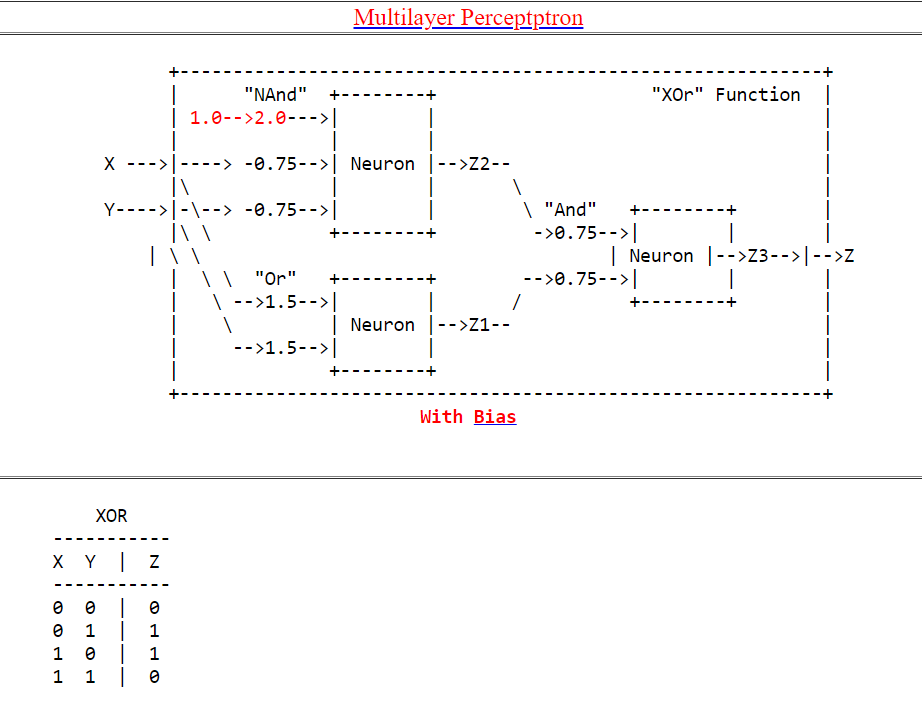 Multilayer Perceptptron
+------------------------------------------------------------+
|      "NAnd"  +--------+                    "XOr" Function  |
| 1.0-->2.0--->|        |                                    |
|              |        |                                    |
X --->|----> -0.75-->| Neuron |-->Z2--                             |
|\             |        |       \                            |
Y---->|-\--> -0.75-->|        |        \ "And"   +--------+        |
|\ \           +--------+         ->0.75-->|        |        |
| \ \                                      | Neuron |-->Z3-->|-->Z
|  \ \  "Or"   +--------+        -->0.75-->|        |        |
|   \ -->1.5-->|        |       /          +--------+        |
|    \         | Neuron |-->Z1--                             |
|     -->1.5-->|        |                                    |
|              +--------+                                    |
+------------------------------------------------------------+
With Bias
XOR
-----------
X  Y  |  Z
-----------
0  0  |  0
0  1  |  1
1  0  |  1
1  1  |  0